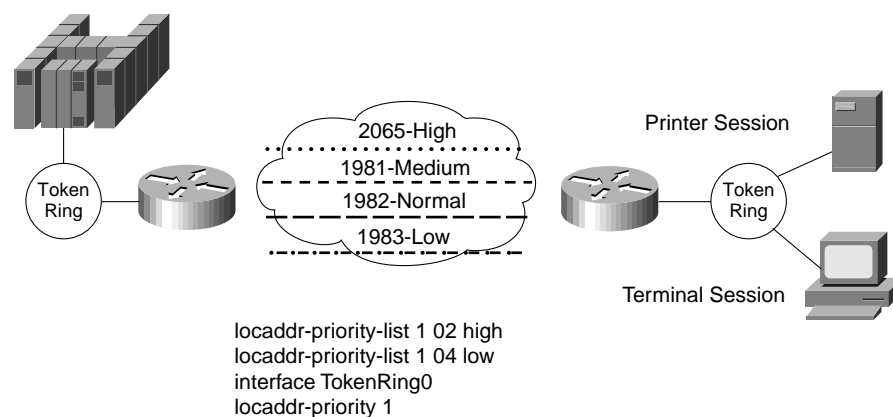 2065-High
Printer Session
1981-Medium
Token
Ring
Token
Ring
1982-Normal
1983-Low
Terminal Session
locaddr-priority-list 1 02 high
locaddr-priority-list 1 04 low
interface TokenRing0
locaddr-priority 1